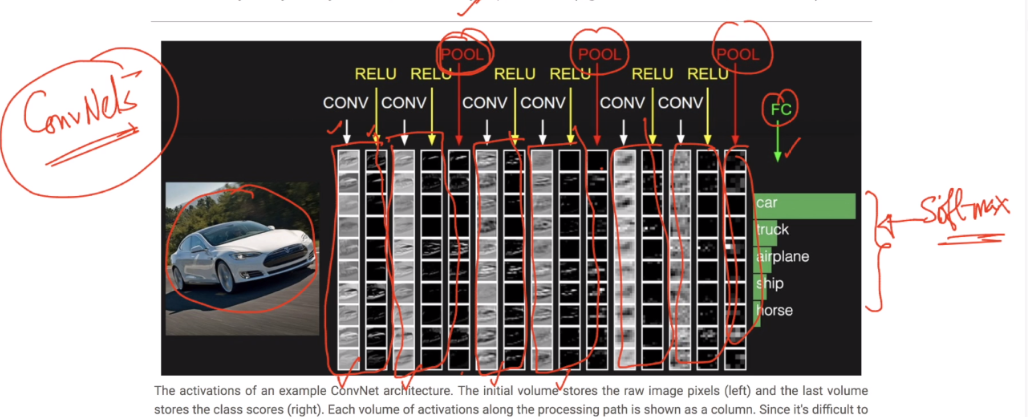 ConvNets
POOL POOL POOL
RELU RELU RELU RELU RELU RELU
CONV CONV CONV CONV CONV CONV
FC
car
truck
airplane
ship
horse
Softmax
The activations of an example ConvNet architecture. The initial volume stores the raw image pixels (left) and the last volume
stores the class scores (right). Each volume of activations along the processing path is shown as a column. Since it's difficult to